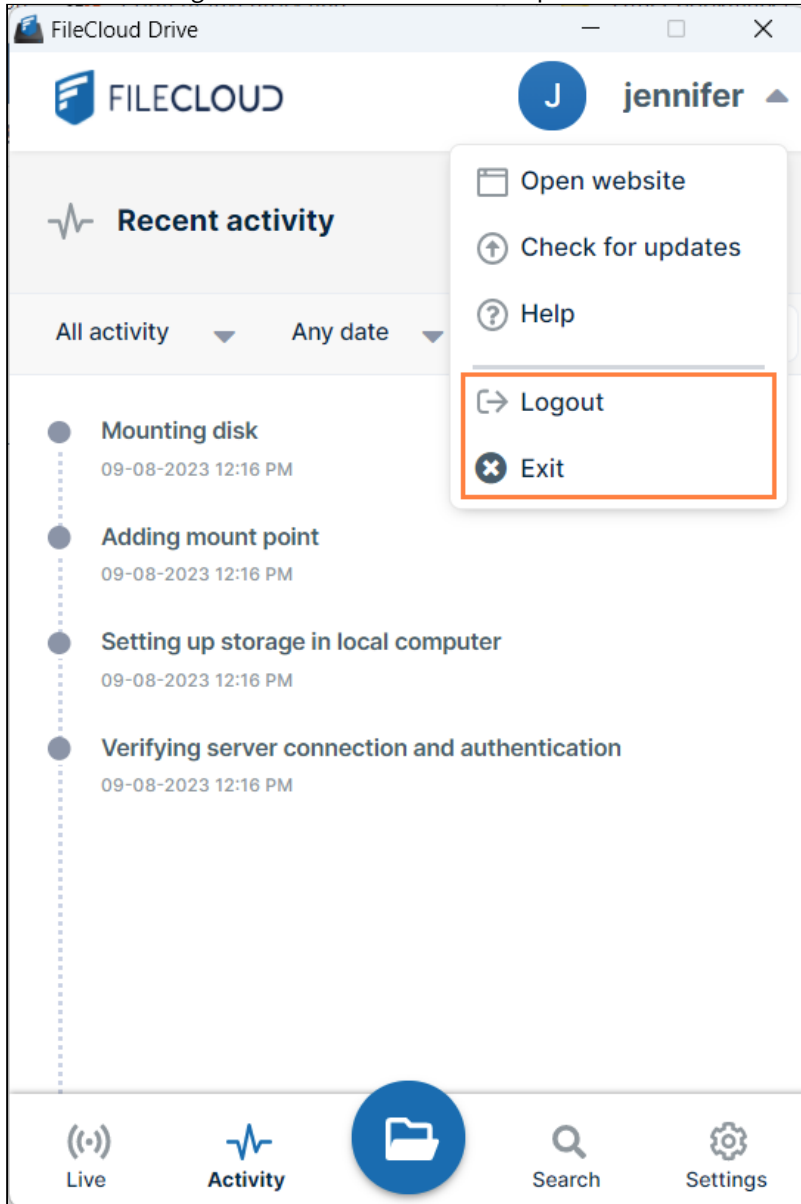 FileCloud Drive
FILECLOUD
J
jennifer
Open website
Recent activity
Check for updates
All activity
Any date
Help
Logout
Mounting disk
09-08-2023 12:16 PM
Exit
Adding mount point
09-08-2023 12:16 PM
Setting up storage in local computer
09-08-2023 12:16 PM
Verifying server connection and authentication
09-08-2023 12:16 PM
Live
Activity
Search
Settings